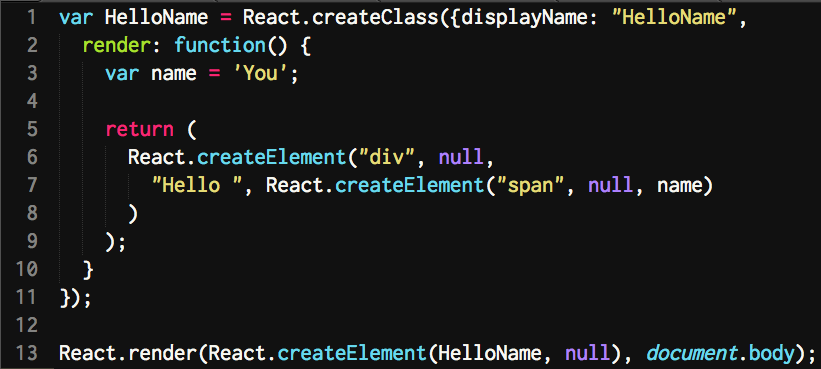 1 var HelloName = React.createClass({displayName: "HelloName",
2   render: function() {
3     var name = 'You';
4
5     return (
6       React.createElement("div", null,
7         "Hello ", React.createElement("span", null, name)
8       )
9     );
10   }
11 });
12
13 React.render(React.createElement(HelloName, null), document.body);